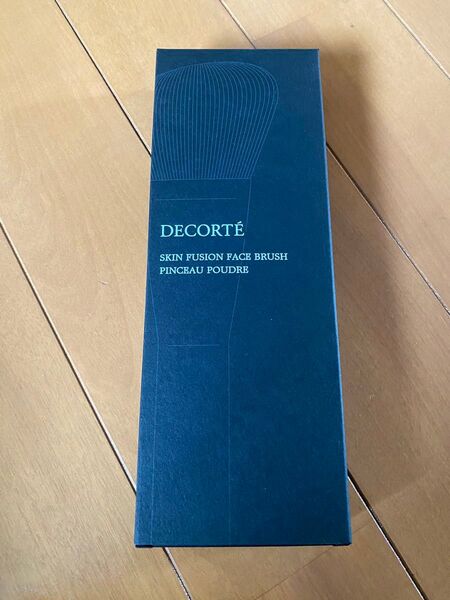 DECORTÉ
SKIN FUSION FACE BRUSH
PINCEAU POUDRE